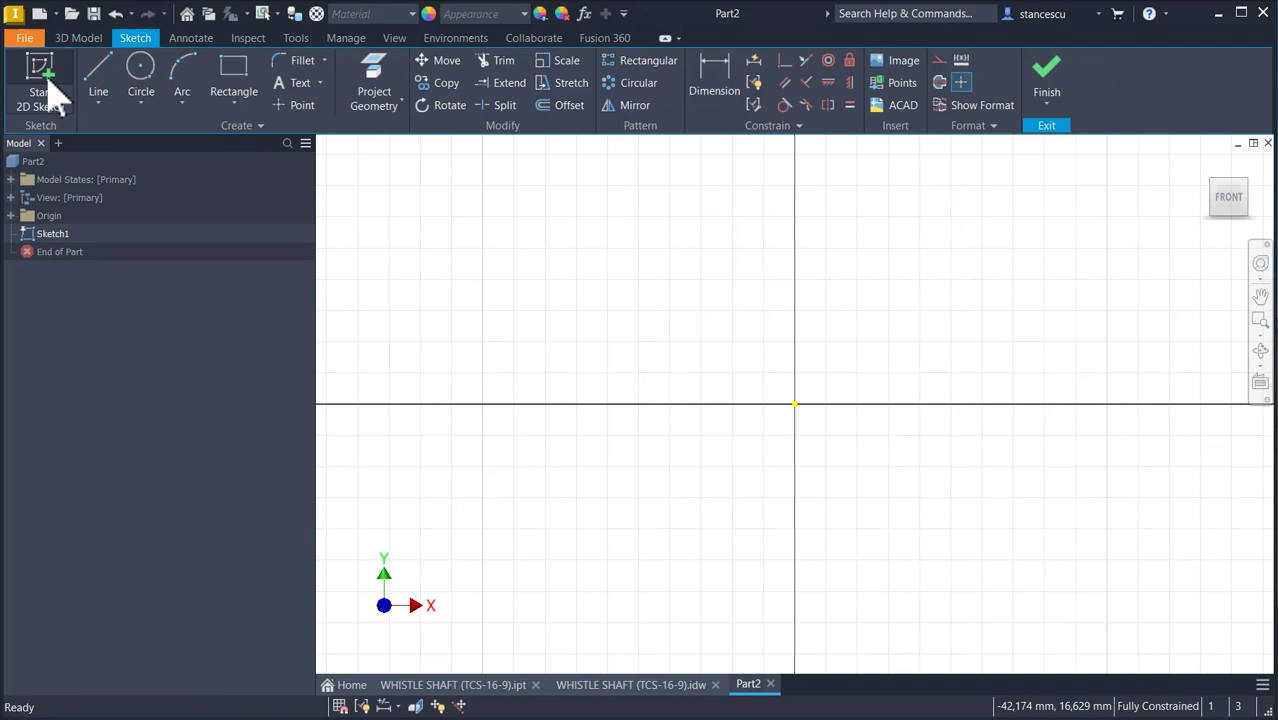 Material
Appearance
Part2
Search Help & Commands...
stancescu
File 3D Model Sketch Annotate Inspect Tools Manage View Environments Collaborate Fusion 360
2D
Line
Circle
Arc
Rectangle
Fillet
Text
Point
Project
Geometry
Move Trim Scale
Copy Extend Stretch
Rotate Split Offset
Rectangular
Circular
Mirror
Dimension
Image
Points
ACAD
Show Format
Finish
Sketch Create Modify Pattern Constrain Insert Format Exit
Model
Part2
Model States: [Primary]
View: [Primary]
Origin
Sketch1
End of Part
FRONT
Y
X
Home WHISTLE SHAFT (TCS-16-9).ipt WHISTLE SHAFT (TCS-16-9).idw Part2
Ready
-42,174 mm, 16,629 mm Fully Constrained 1 3